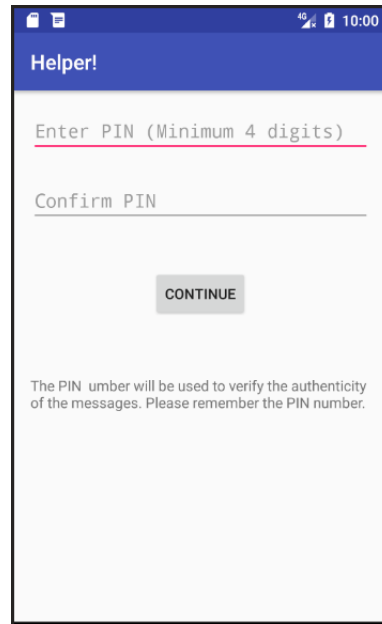 4G 10:00
Helper!
Enter PIN (Minimum 4 digits)
Confirm PIN
CONTINUE
The PIN  umber will be used to verify the authenticity
of the messages. Please remember the PIN number.